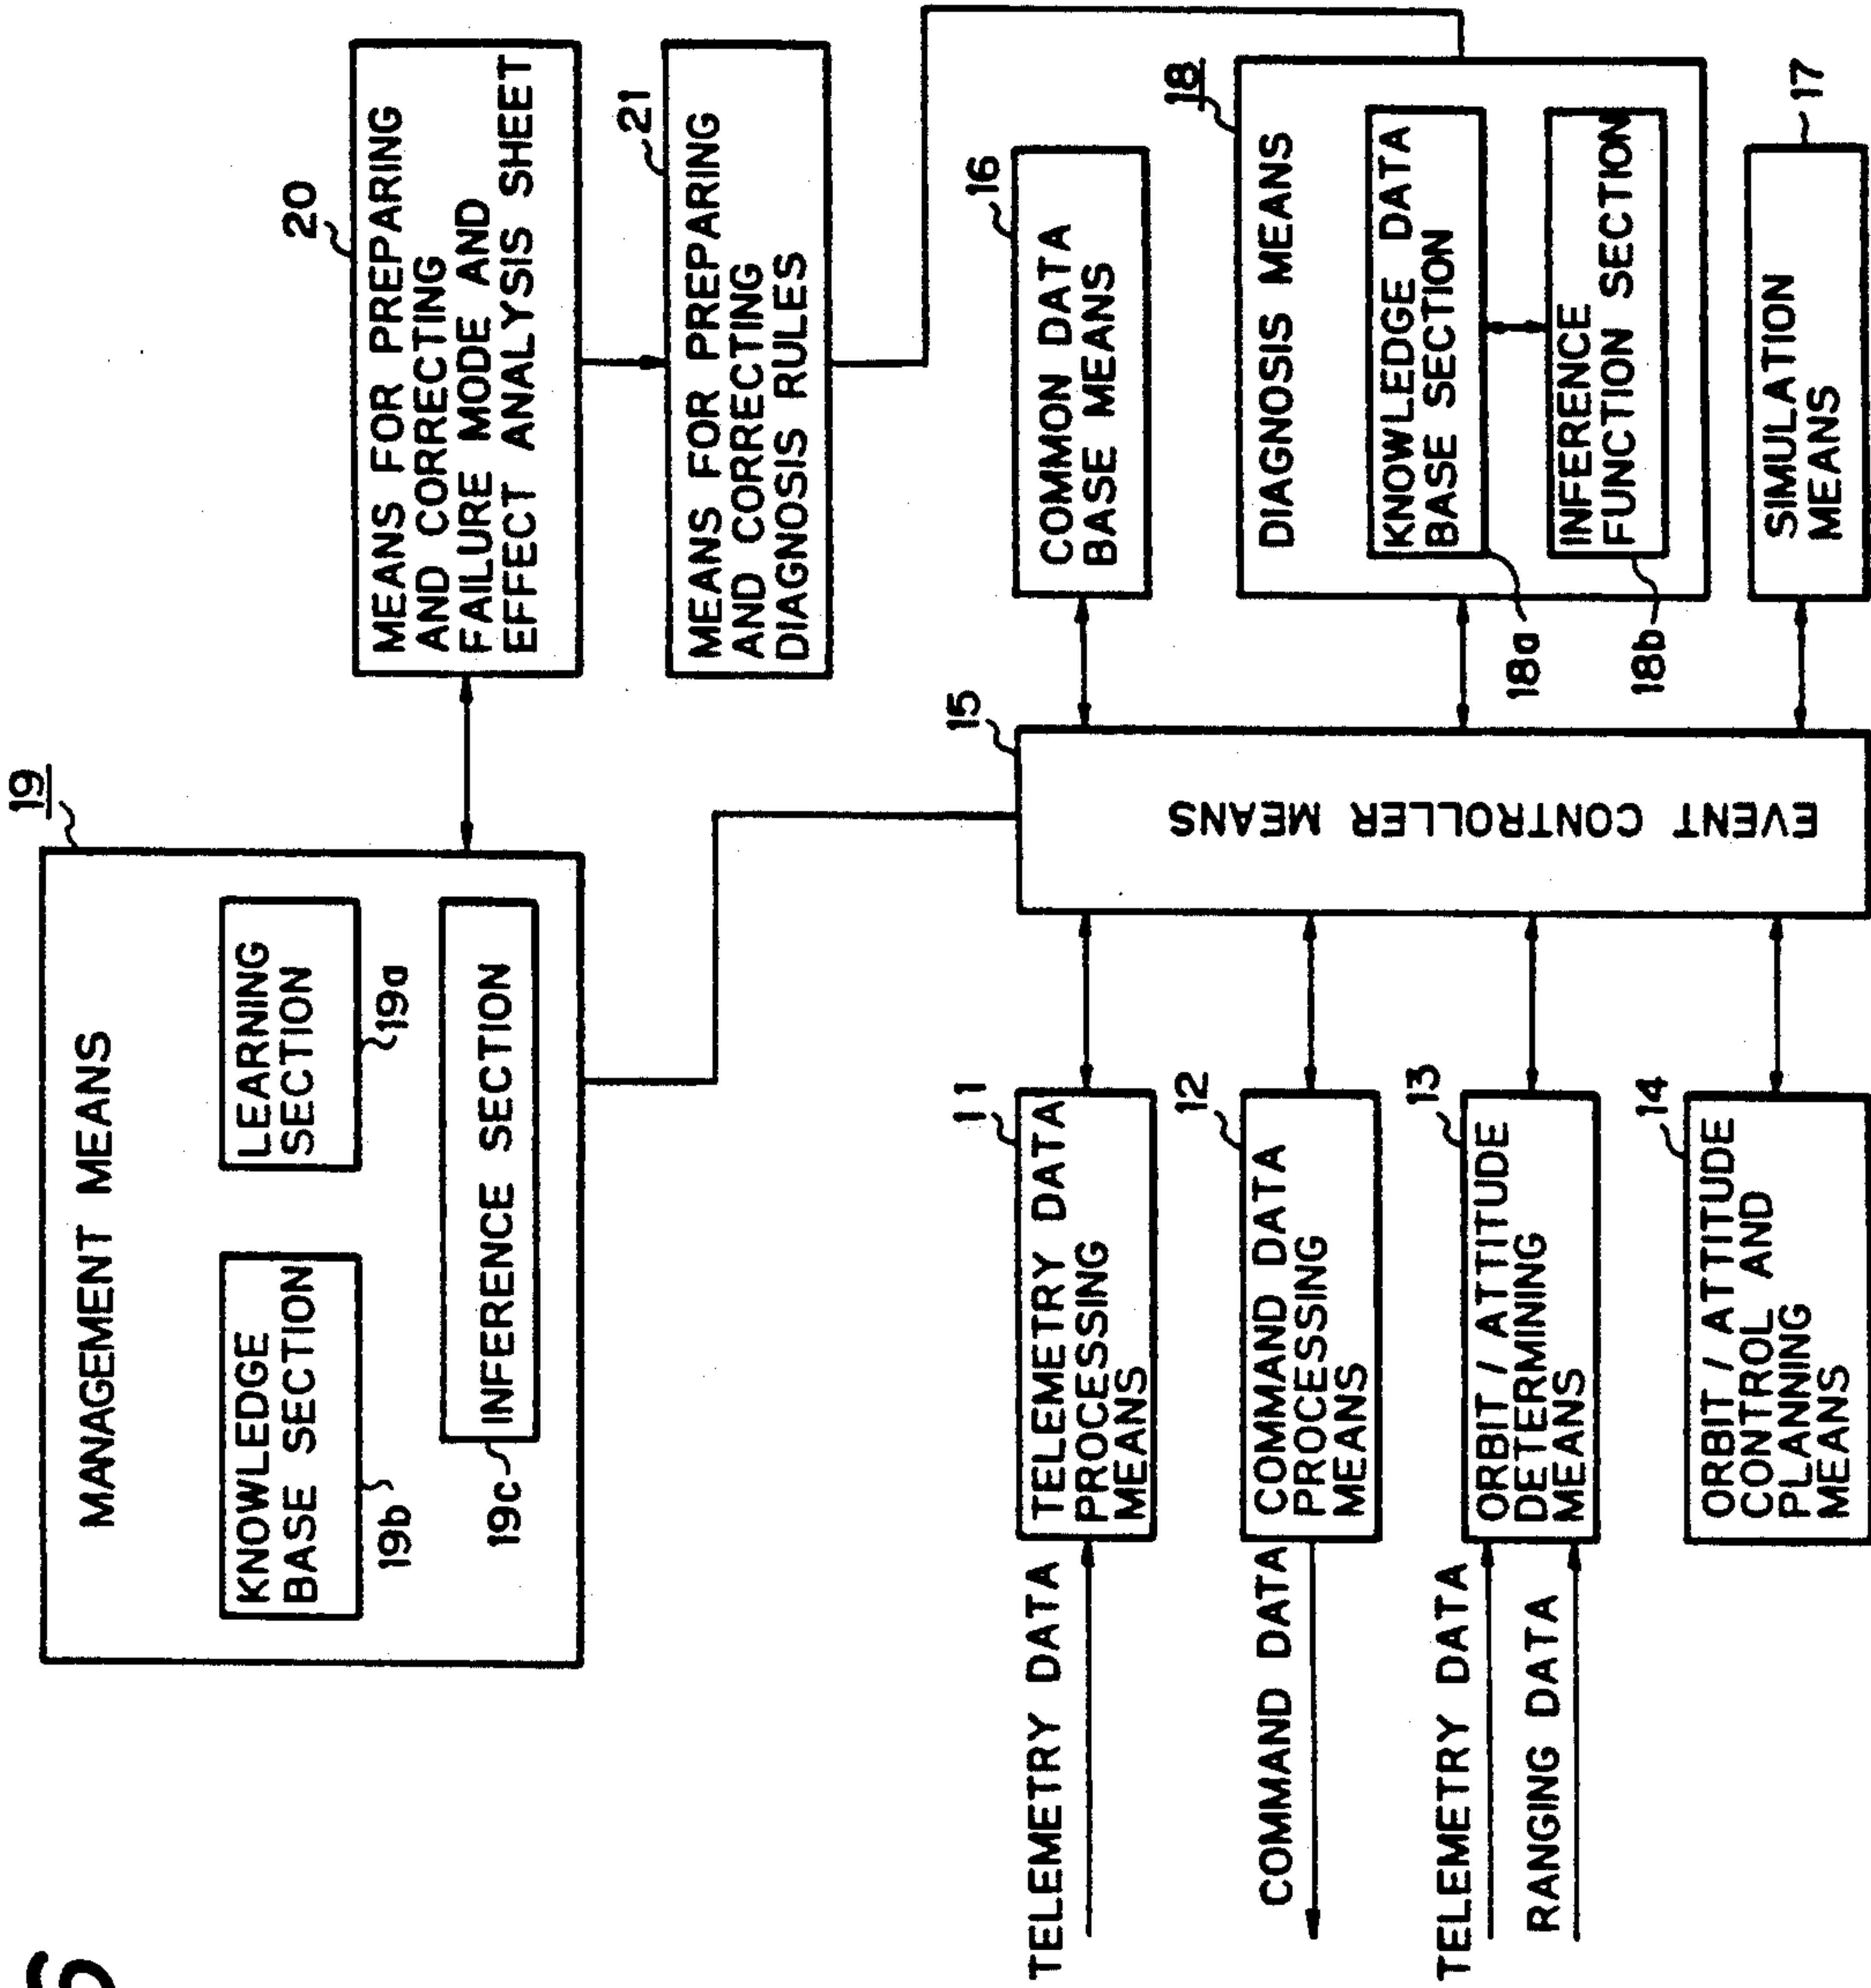 19
MANAGEMENT MEANS
KNOWLEDGE
BASE SECTION
19b
LEARNING
SECTION
19a
INFERENCE SECTION
19c
20
MEANS FOR PREPARING
AND CORRECTING
FAILURE MODE AND
EFFECT ANALYSIS SHEET
21
MEANS FOR PREPARING
AND CORRECTING
DIAGNOSIS RULES
TELEMETRY DATA
11
TELEMETRY DATA
PROCESSING
MEANS
COMMAND DATA
12
COMMAND DATA
PROCESSING
MEANS
TELEMETRY DATA
RANGING DATA
13
ORBIT / ATTITUDE
DETERMINING
MEANS
14
ORBIT / ATTITUDE
CONTROL AND
PLANNING
MEANS
15
EVENT CONTROLLER MEANS
16
COMMON DATA
BASE MEANS
18
DIAGNOSIS MEANS
KNOWLEDGE DATA
BASE SECTION
18a
INFERENCE
FUNCTION SECTION
18b
17
SIMULATION
MEANS